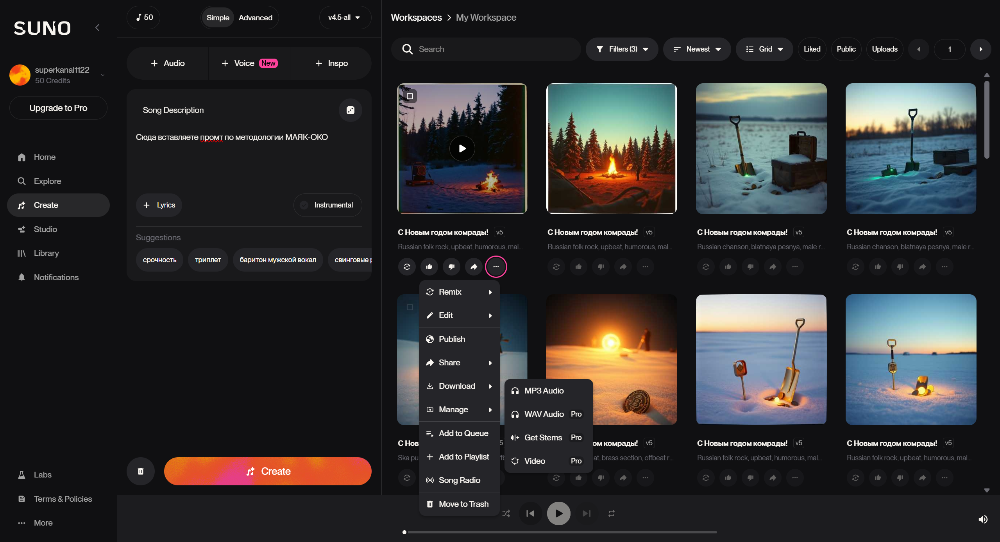 SUNO
superkanal1122
50 Credits
Upgrade to Pro
Home
Explore
Create
Studio
Library
Notifications
Labs
Terms & Policies
More
50
Simple
Advanced
v4.5-all
Audio
Voice
New
Inspo
Song Description
Сюда вставляете промт по методологии МАЯК-ОКО
Lyrics
Instrumental
Suggestions
срочность
триплет
баритон мужской вокал
свинговые
Create
Workspaces > My Workspace
Search
Filters (3)
Newest
Grid
Liked
Public
Uploads
1
С Новым годом комрады! v5
Russian folk rock, upbeat, humorous, mal...
С Новым годом комрады! v5
Russian folk rock, upbeat, humorous, mal...
С Новым годом комрады! v5
Russian chanson, blatnaya pesnya, male r...
С Новым годом комрады! v5
Russian chanson, blatnaya pesnya, male r...
Remix
Edit
Publish
Share
Download
Manage
Add to Queue
Add to Playlist
Song Radio
Move to Trash
MP3 Audio
WAV Audio Pro
Get Stems Pro
Video Pro
С Нов
5
Ska pu
ом комрады! v5
at, brass section, offbeat r...
С Новым годом комрады! v5
Russian folk rock, upbeat, humorous, mal...
С Новым годом комрады! v5
Russian folk rock, upbeat, humorous, mal...